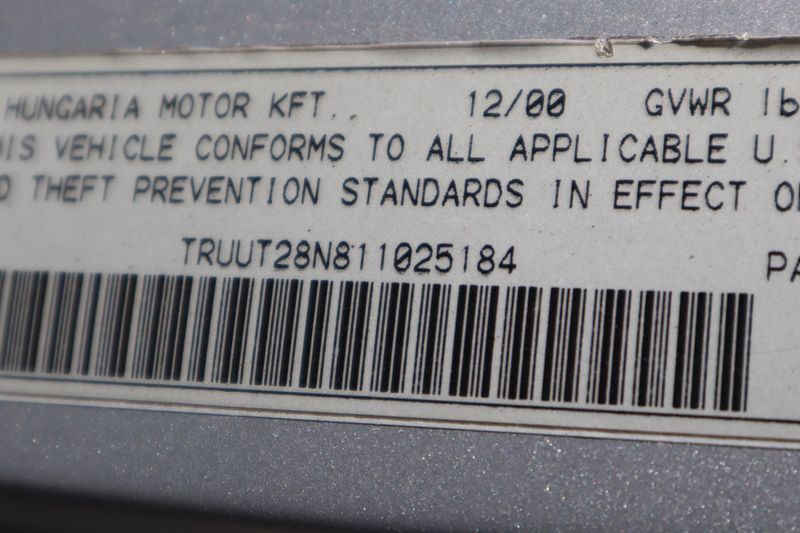 HUNGARIA MOTOR KFT. 12/00 GVWR lb
IS VEHICLE CONFORMS TO ALL APPLICABLE U.
THEFT PREVENTION STANDARDS IN EFFECT
TRUUT28N811025184 PA